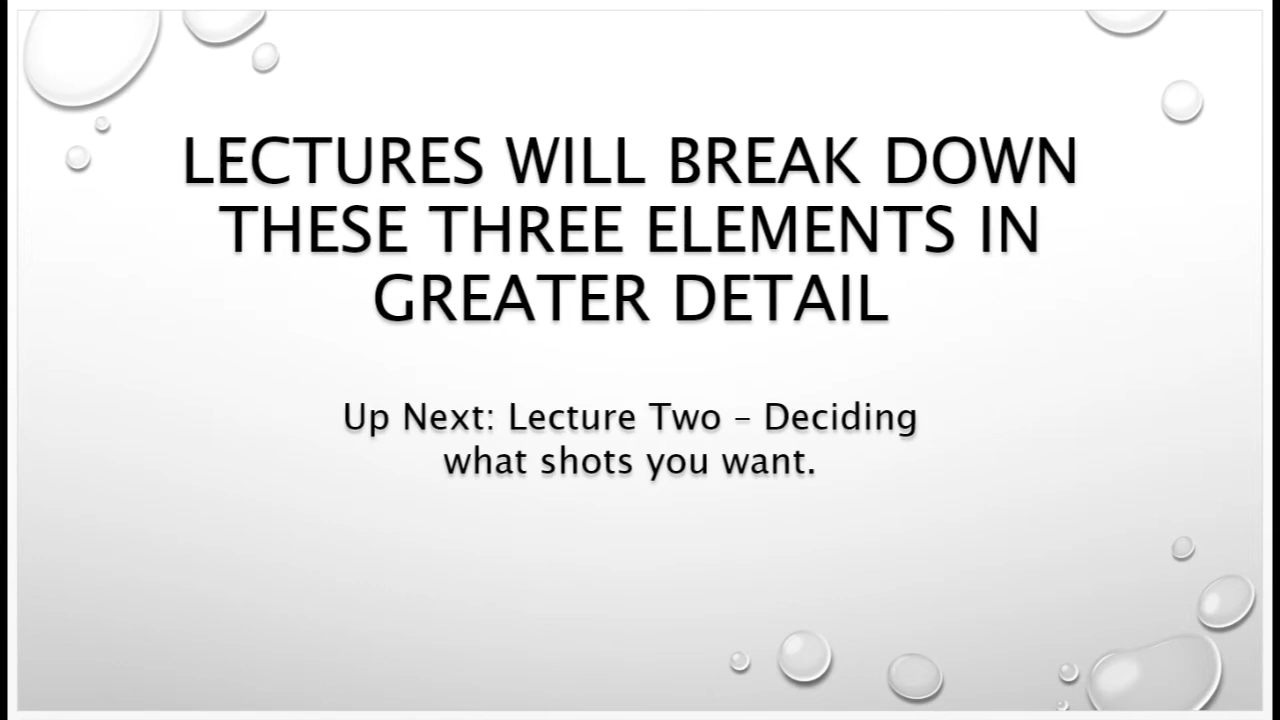 LECTURES WILL BREAK DOWN
THESE THREE ELEMENTS IN
GREATER DETAIL
Up Next: Lecture Two – Deciding
what shots you want.